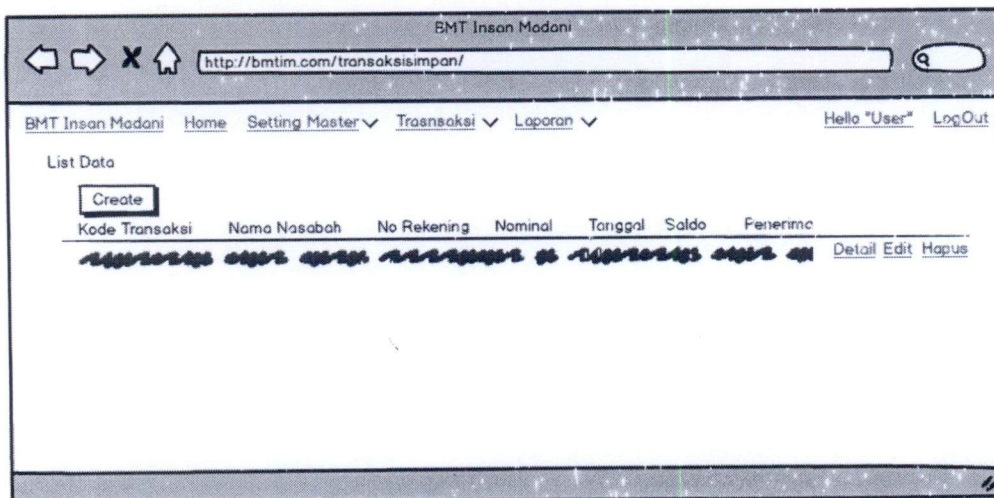 BMT Insan Madani
http://bmtim.com/transaksisimpan/
BMT Insan Madani Home Setting Master Trasnsaksi Laporan Hello "User" LogOut
List Data
Create
Kode Transaksi Nama Nasabah No Rekening Nominal Tanggal Saldo Penerima
Detail Edit Hapus